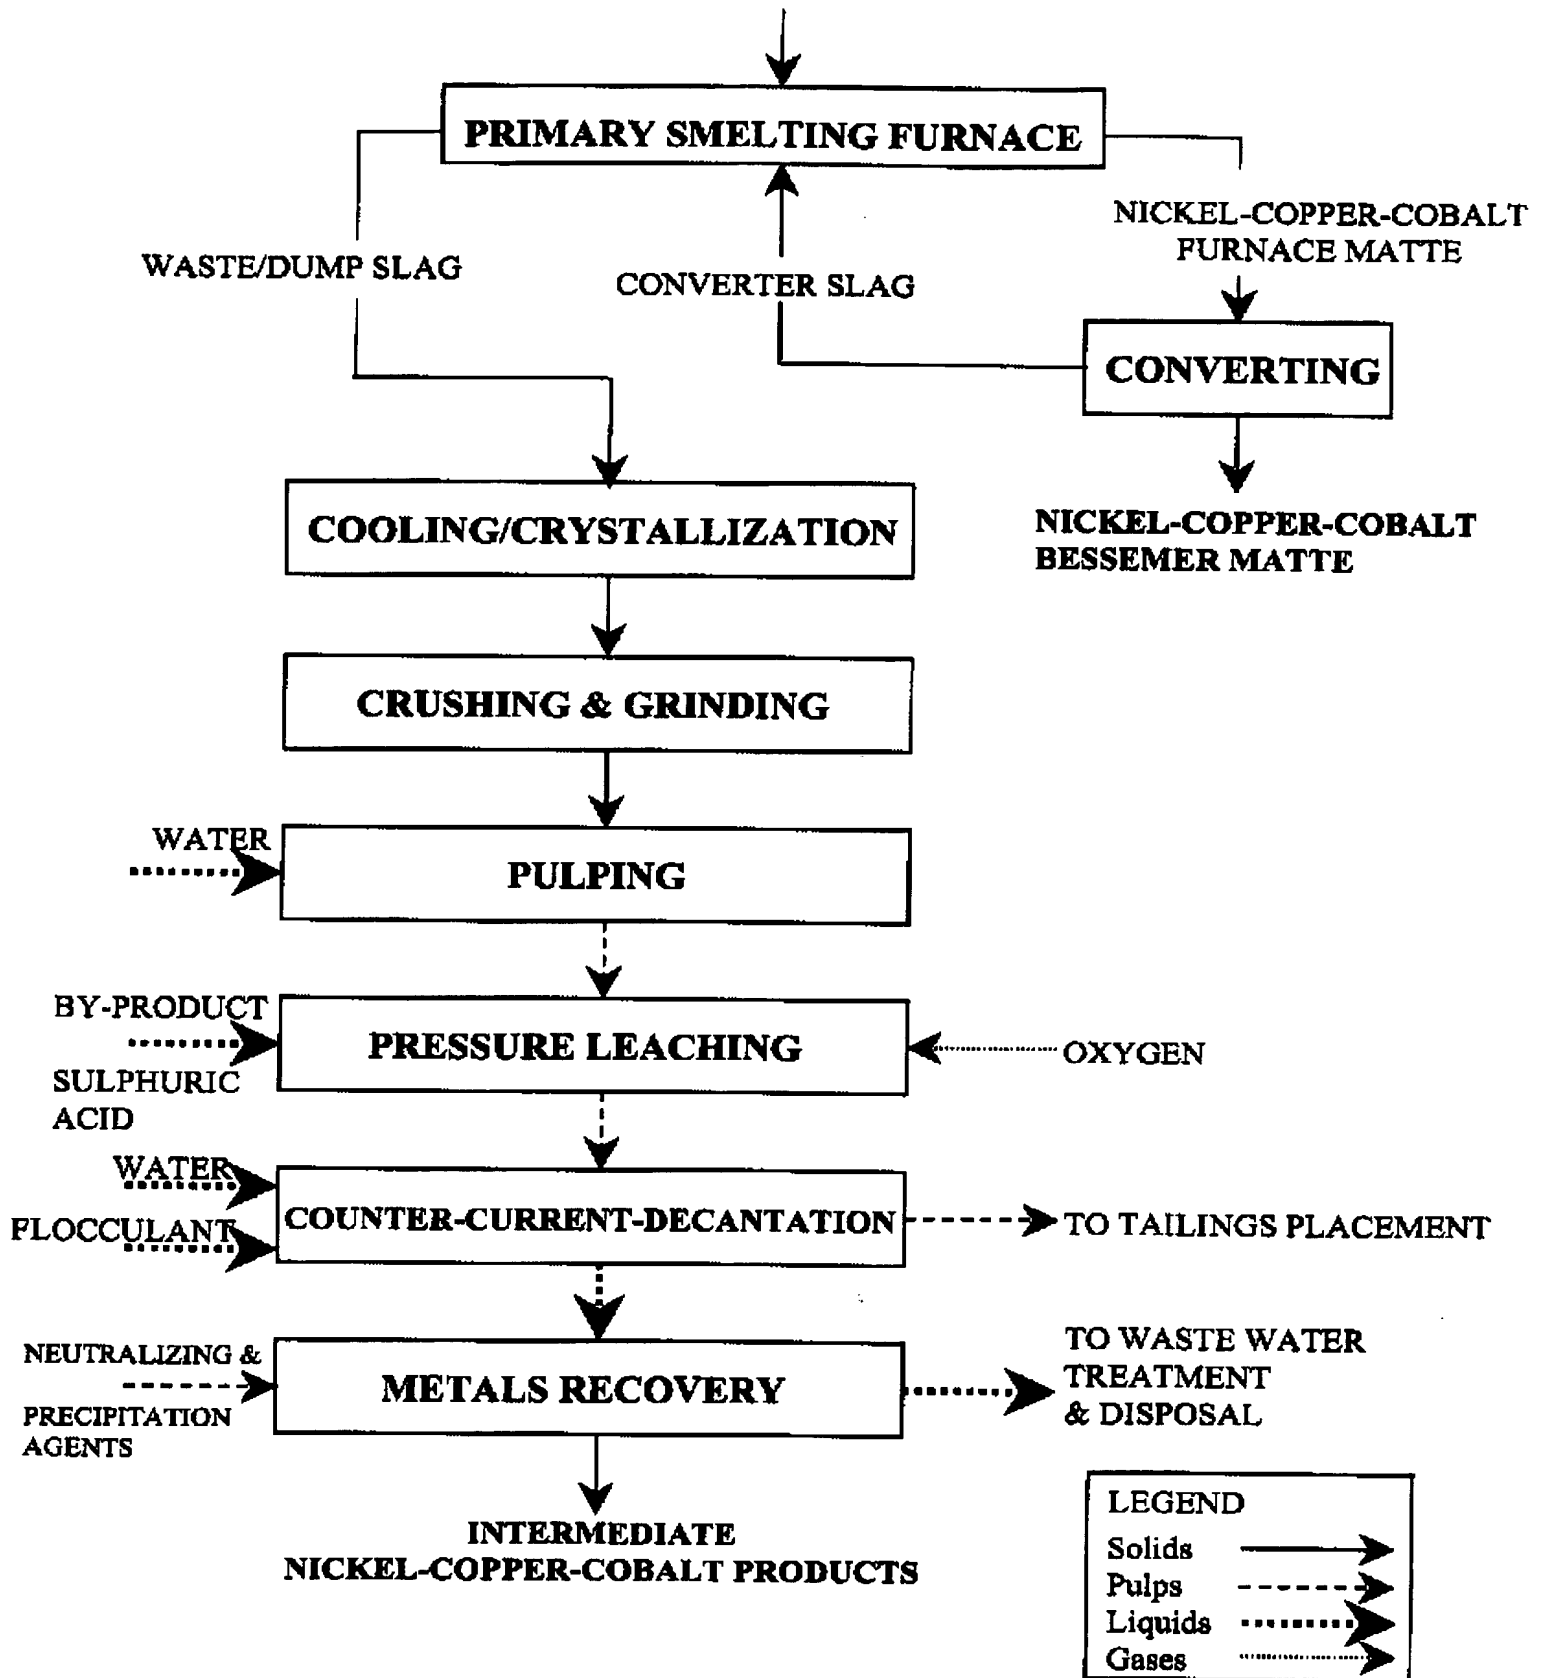 PRIMARY SMELTING FURNACE
NICKEL-COPPER-COBALT
FURNACE MATTE
WASTE/DUMP SLAG
CONVERTER SLAG
CONVERTING
COOLING/CRYSTALLIZATION
NICKEL-COPPER-COBALT
BESSEMER MATTE
CRUSHING & GRINDING
WATER
PULPING
BY-PRODUCT
SULPHURIC
ACID
PRESSURE LEACHING
OXYGEN
WATER
FLOCCULANT
COUNTER-CURRENT-DECANTATION
TO TAILINGS PLACEMENT
NEUTRALIZING &
PRECIPITATION
AGENTS
METALS RECOVERY
TO WASTE WATER
TREATMENT
& DISPOSAL
INTERMEDIATE
NICKEL-COPPER-COBALT PRODUCTS
LEGEND
Solids
Pulps
Liquids
Gases